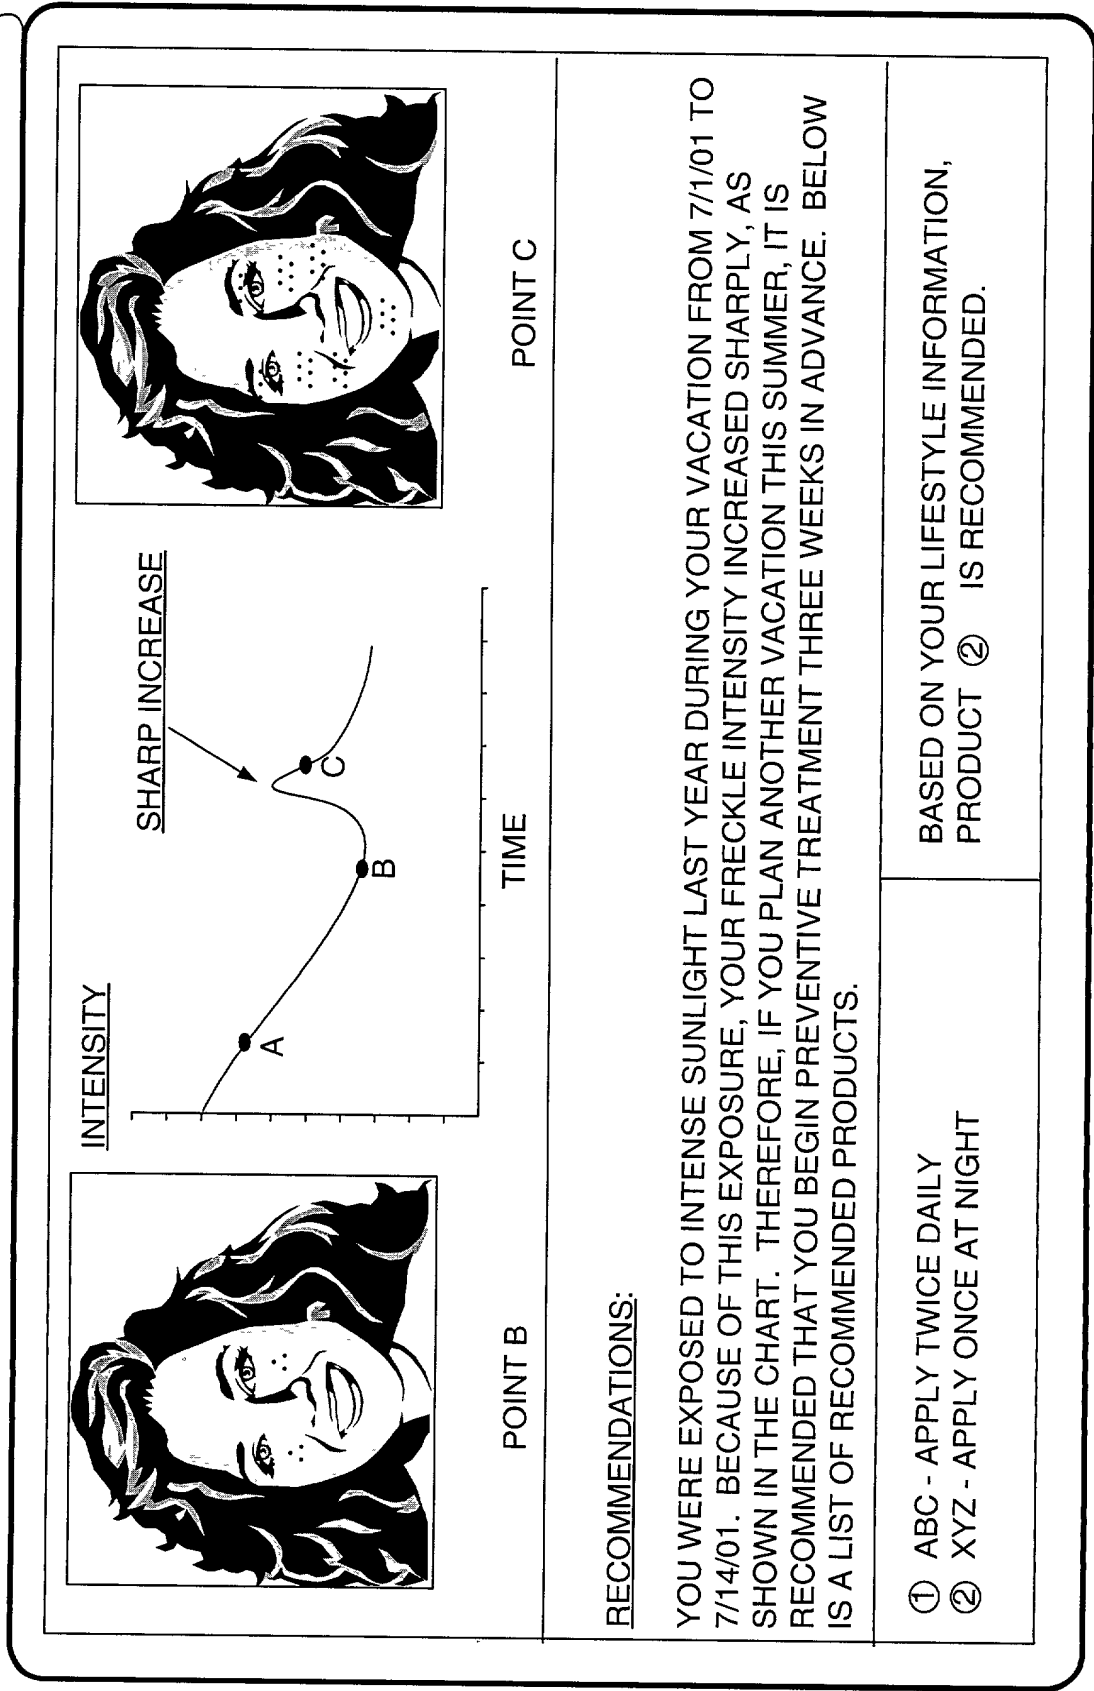 INTENSITY
SHARP INCREASE
A
B
C
TIME
POINT B
POINT C
RECOMMENDATIONS:
YOU WERE EXPOSED TO INTENSE SUNLIGHT LAST YEAR DURING YOUR VACATION FROM 7/1/01 TO
7/14/01. BECAUSE OF THIS EXPOSURE, YOUR FRECKLE INTENSITY INCREASED SHARPLY, AS
SHOWN IN THE CHART. THEREFORE, IF YOU PLAN ANOTHER VACATION THIS SUMMER, IT IS
RECOMMENDED THAT YOU BEGIN PREVENTIVE TREATMENT THREE WEEKS IN ADVANCE. BELOW
IS A LIST OF RECOMMENDED PRODUCTS.
① ABC - APPLY TWICE DAILY
② XYZ - APPLY ONCE AT NIGHT
BASED ON YOUR LIFESTYLE INFORMATION,
PRODUCT ② IS RECOMMENDED.